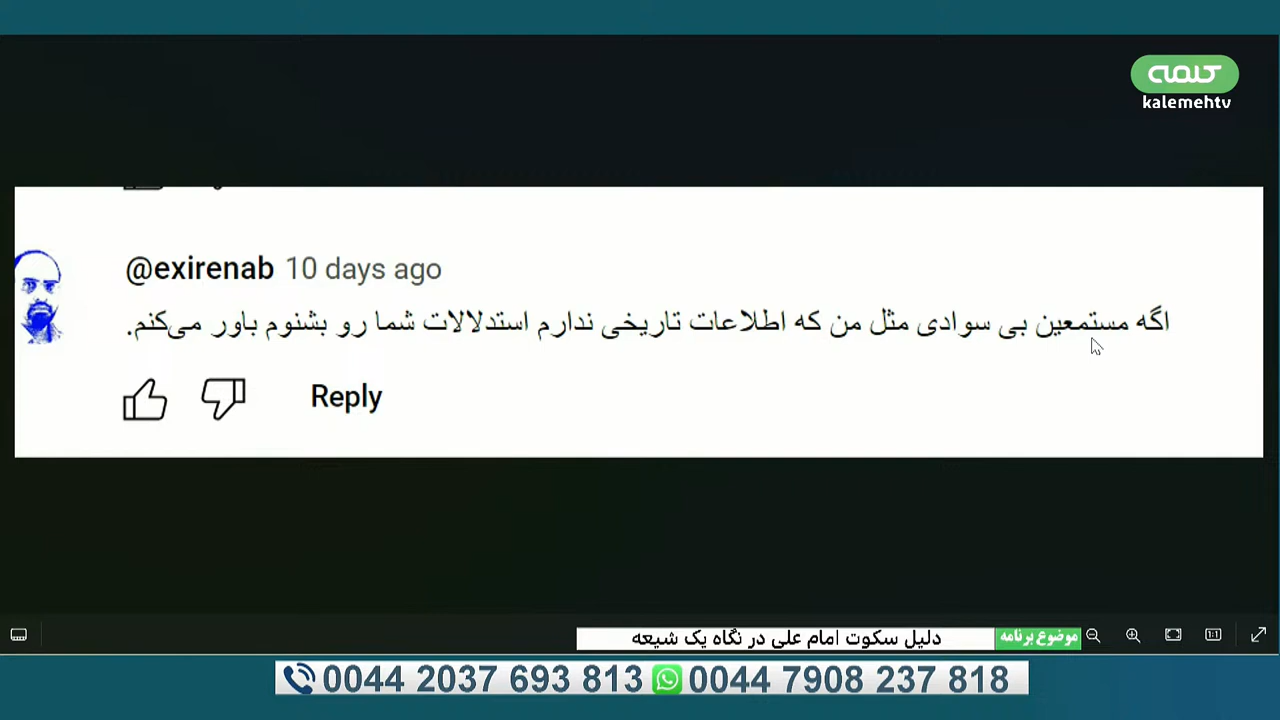 کلمه
kalemehtv
@exirenab 10 days ago
اگه مستمعین بی سوادی مثل من که اطلاعات تاریخی ندارم استدلالات شما رو بشنوم باور می‌کنم.
Reply
موضوع برنامه دلیل سکوت امام علی در نگاه یک شیعه
1:1
0044 2037 693 813 0044 7908 237 818